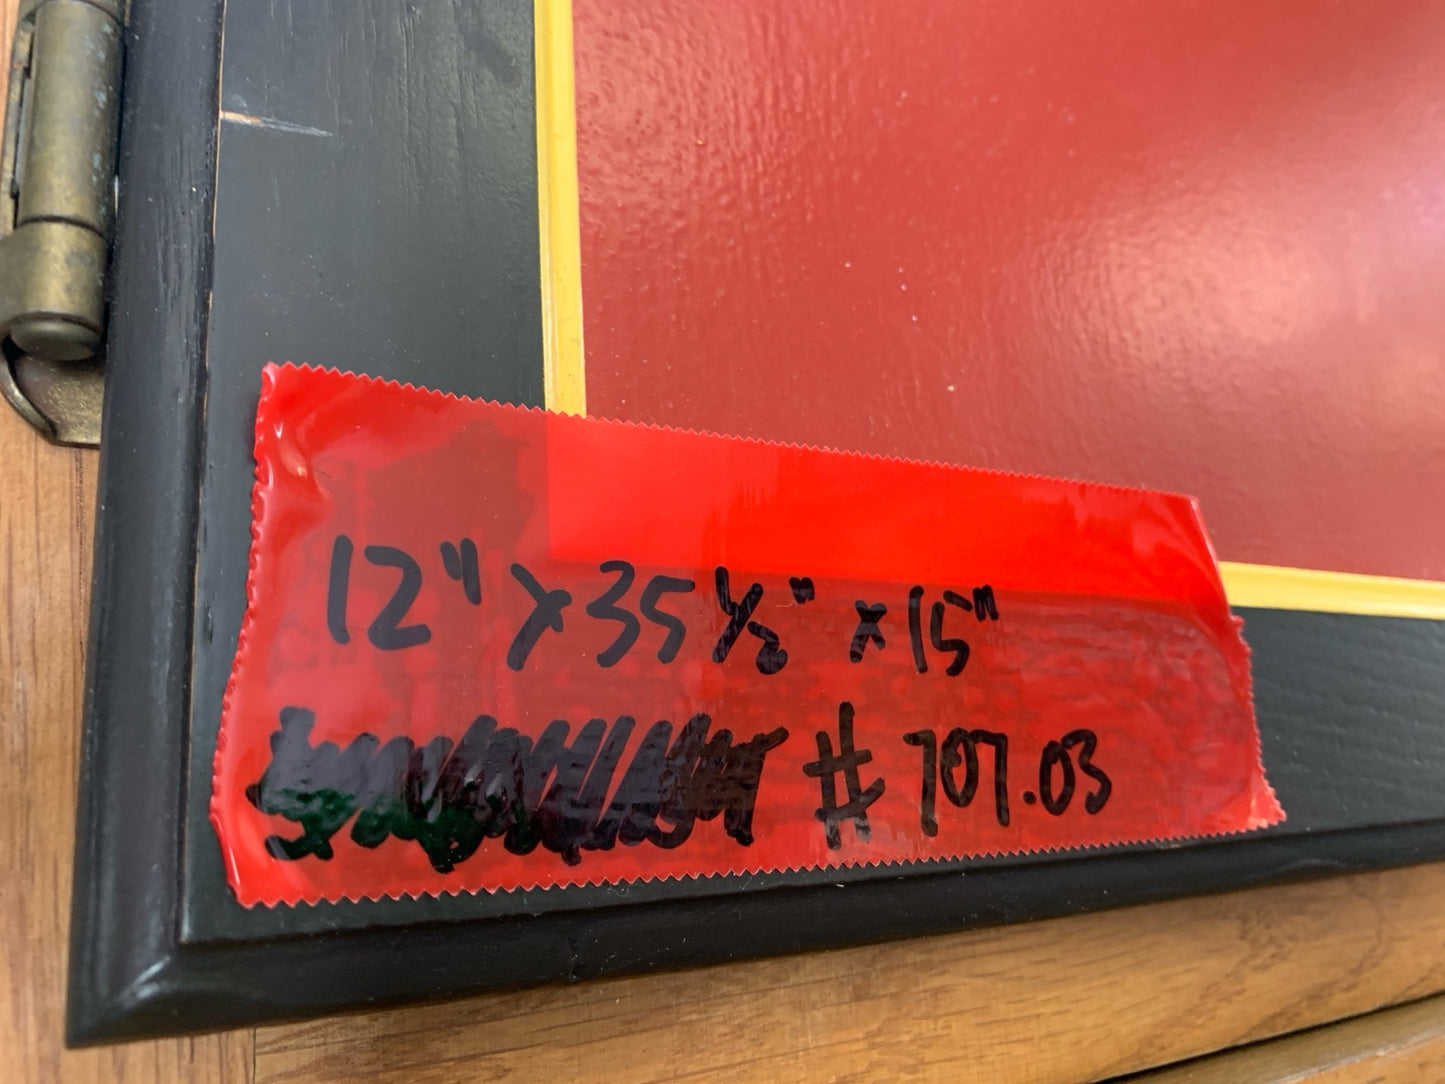 12" x 35 1/2" x 15"
# 707.03